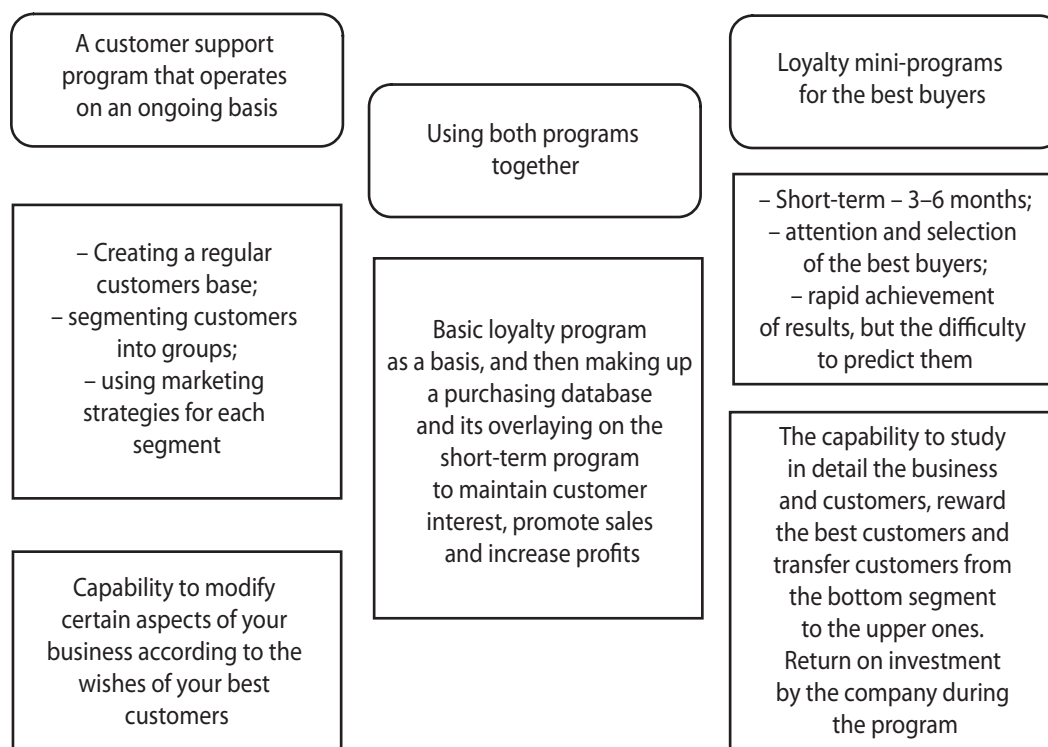 A customer support
program that operates
on an ongoing basis
– Creating a regular
customers base;
– segmenting customers
into groups;
– using marketing
strategies for each
segment
Capability to modify
certain aspects of your
business according to the
wishes of your best
customers
Using both programs
together
Basic loyalty program
as a basis, and then making up
a purchasing database
and its overlaying on the
short-term program
to maintain customer
interest, promote sales
and increase profits
Loyalty mini-programs
for the best buyers
– Short-term – 3–6 months;
– attention and selection
of the best buyers;
– rapid achievement
of results, but the difficulty
to predict them
The capability to study
in detail the business
and customers, reward
the best customers and
transfer customers from
the bottom segment
to the upper ones.
Return on investment
by the company during
the program